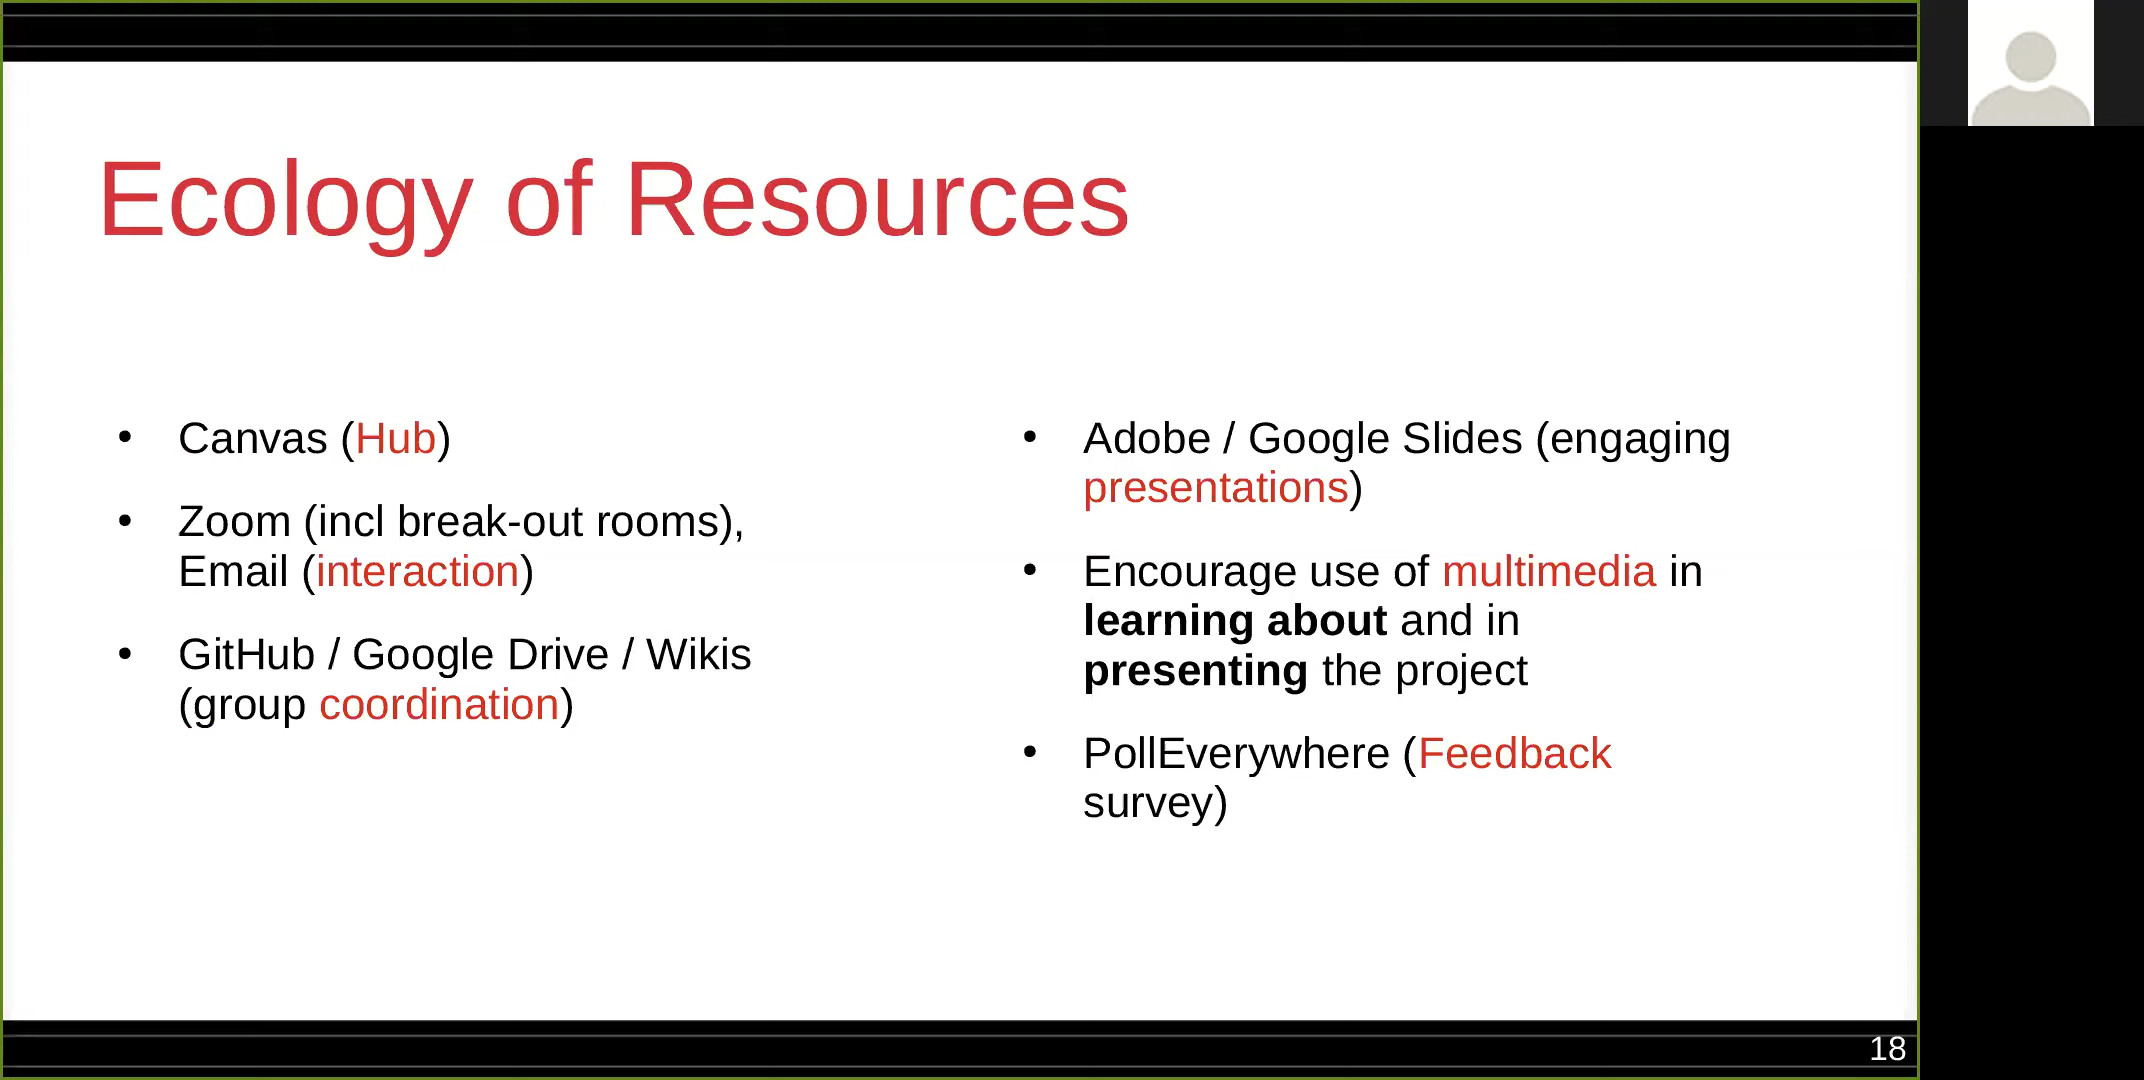 Ecology of Resources
• Canvas (Hub)
• Zoom (incl break-out rooms),
Email (interaction)
• GitHub / Google Drive / Wikis
(group coordination)
• Adobe / Google Slides (engaging
presentations)
• Encourage use of multimedia in
learning about and in
presenting the project
• PollEverywhere (Feedback
survey)
18